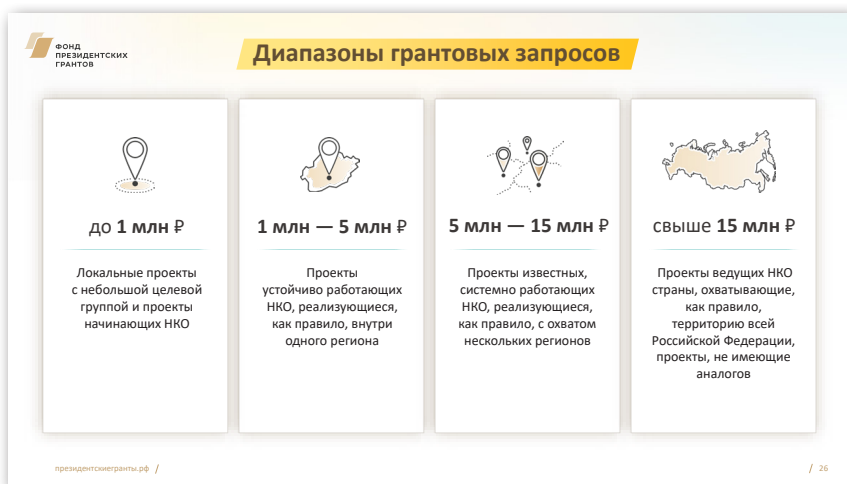 ФОНД
ПРЕЗИДЕНТСКИХ
ГРАНТОВ
Диапазоны грантовых запросов
до 1 млн ₽
Локальные проекты
с небольшой целевой
группой и проекты
начинающих НКО
1 млн — 5 млн ₽
Проекты
устойчиво работающих
НКО, реализующиеся,
как правило, внутри
одного региона
5 млн — 15 млн ₽
Проекты известных,
системно работающих
НКО, реализующиеся,
как правило, с охватом
нескольких регионов
свыше 15 млн ₽
Проекты ведущих НКО
страны, охватывающие,
как правило,
территорию всей
Российской Федерации,
проекты, не имеющие
аналогов
президентскиегранты.рф /
/ 26